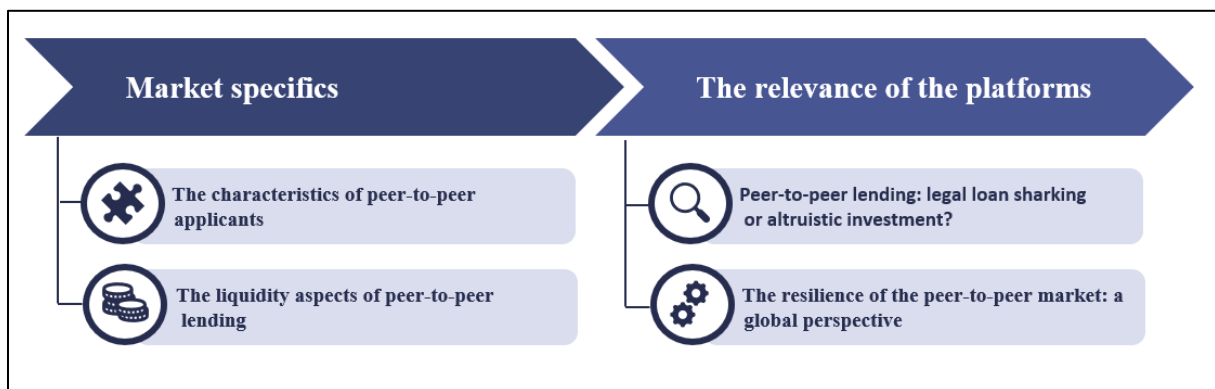 Market specifics
The characteristics of peer-to-peer
applicants
The liquidity aspects of peer-to-peer
lending
The relevance of the platforms
Peer-to-peer lending: legal loan sharking
or altruistic investment?
The resilience of the peer-to-peer market: a
global perspective